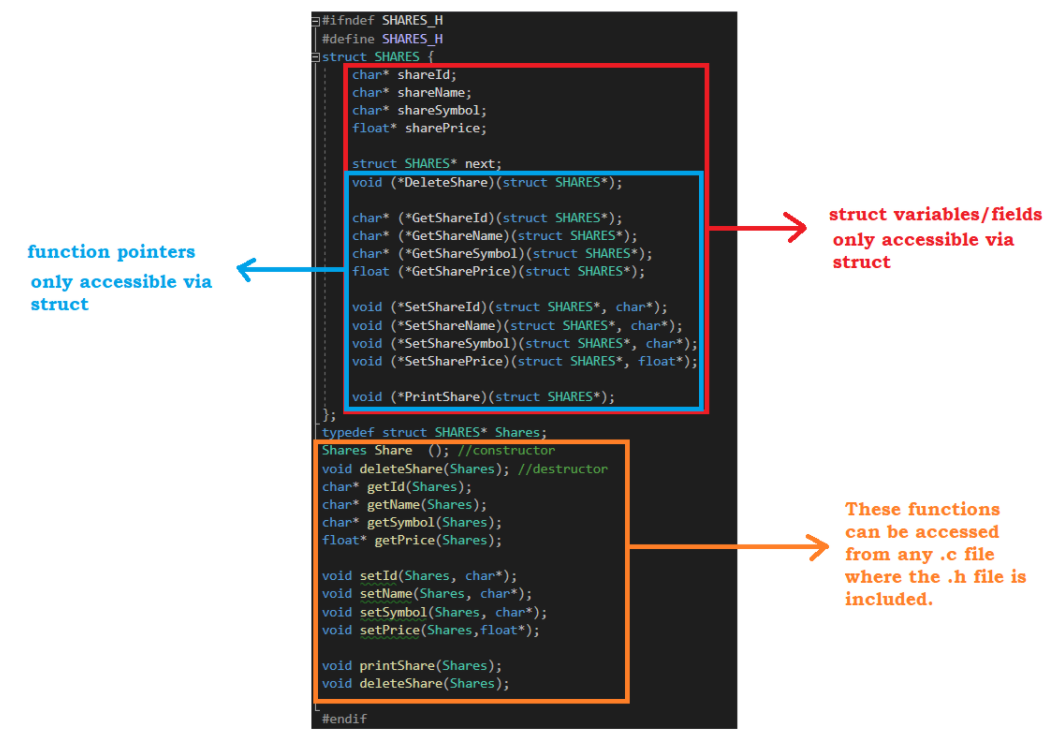 #ifndef SHARES_H
#define SHARES_H
struct SHARES {
char* shareId;
char* shareName;
char* shareSymbol;
float* sharePrice;
struct SHARES* next;
void (*DeleteShare)(struct SHARES*);
char* (*GetShareId)(struct SHARES*);
char* (*GetShareName)(struct SHARES*);
char* (*GetShareSymbol)(struct SHARES*);
float (*GetSharePrice)(struct SHARES*);
void (*SetShareId)(struct SHARES*, char*);
void (*SetShareName)(struct SHARES*, char*);
void (*SetShareSymbol)(struct SHARES*, char*);
void (*SetSharePrice)(struct SHARES*, float*);
void (*PrintShare)(struct SHARES*);
};
typedef struct SHARES* Shares;
Shares Share  (); //constructor
void deleteShare(Shares); //destructor
char* getId(Shares);
char* getName(Shares);
char* getSymbol(Shares);
float* getPrice(Shares);
void setId(Shares, char*);
void setName(Shares, char*);
void setSymbol(Shares, char*);
void setPrice(Shares,float*);
void printShare(Shares);
void deleteShare(Shares);
#endif
function pointers
only accessible via
struct
struct variables/fields
only accessible via
struct
These functions
can be accessed
from any .c file
where the .h file is
included.